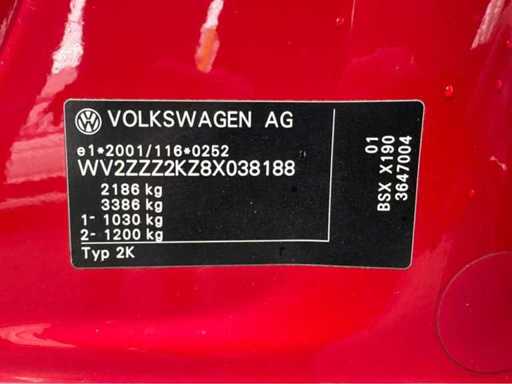 VOLKSWAGEN AG
e1*2001/116*0252
WV2ZZZ2KZ8X038188
2186 kg
3386 kg
1- 1030 kg
2- 1200 kg
Typ 2K
01
BSX X190
3647004